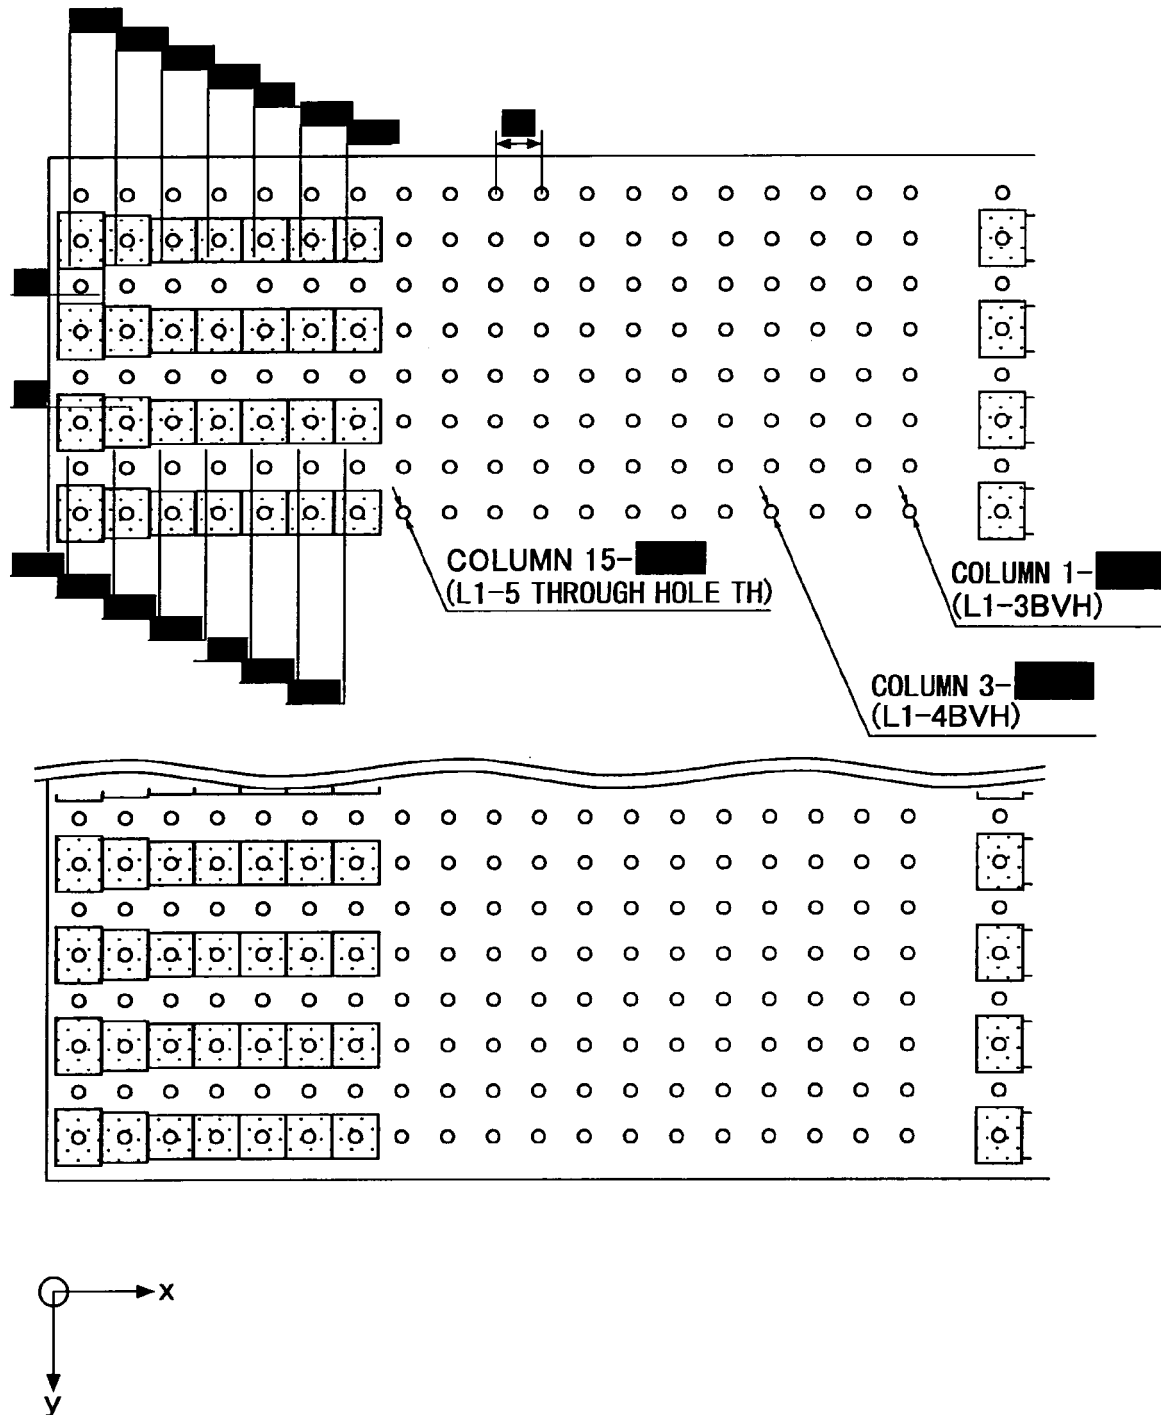 COLUMN 15-
(L1-5 THROUGH HOLE TH)
COLUMN 1-
(L1-3BVH)
COLUMN 3-
(L1-4BVH)
x
y